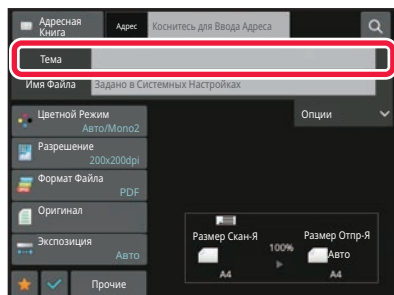 Адресная
Книга
Адрес
Коснитесь для Ввода Адреса
Тема
Имя Файла
Задано в Системных Настройках
Цветной Режим
Авто/Mono2
Опции
Разрешение
200x200dpi
Формат Файла
PDF
Оригинал
Экспозиция
Авто
Размер Скан-Я
100%
Размер Отпр-Я
Авто
A4
A4
Прочие